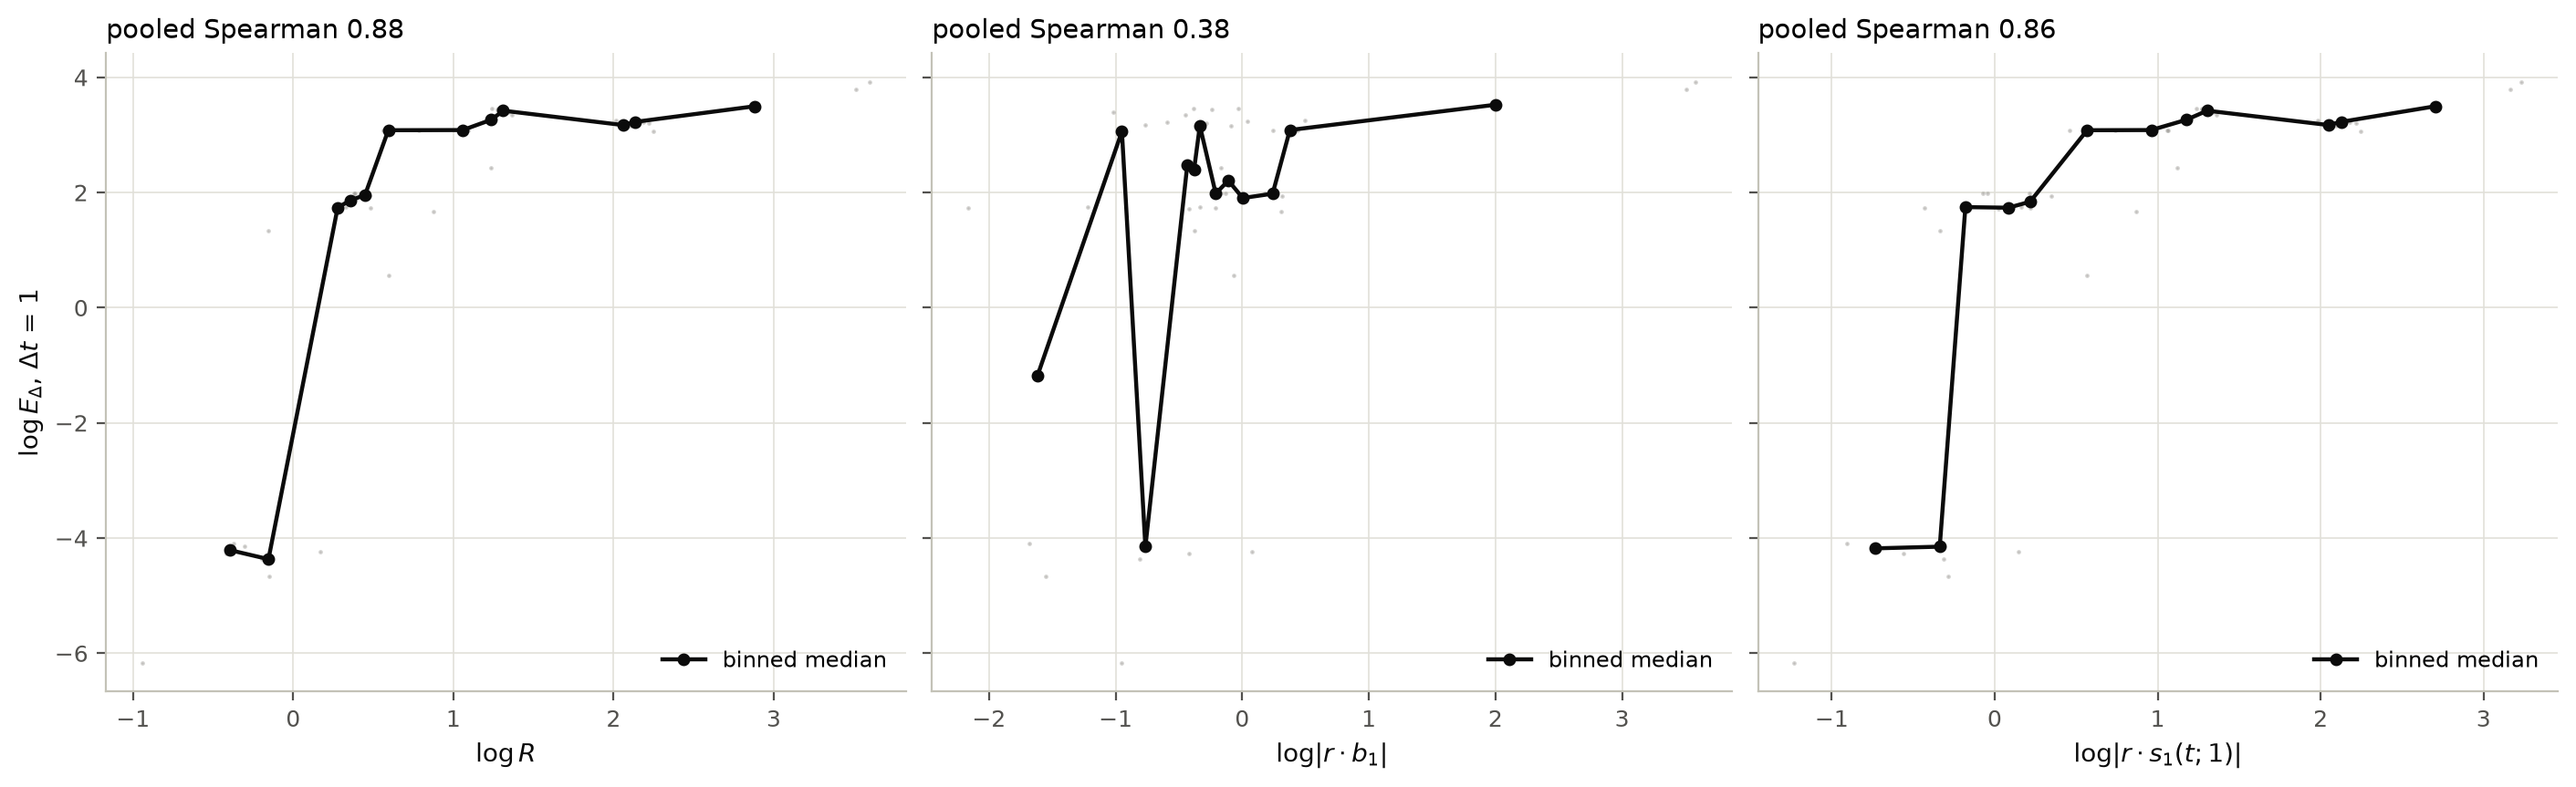 pooled Spearman 0.88
pooled Spearman 0.38
pooled Spearman 0.86
log E_Δ, Δt = 1
4
2
0
−2
−4
−6
binned median
binned median
binned median
−1 0 1 2 3
−2 −1 0 1 2 3
−1 0 1 2 3
log R
log|r · b₁|
log|r · s₁(t; 1)|